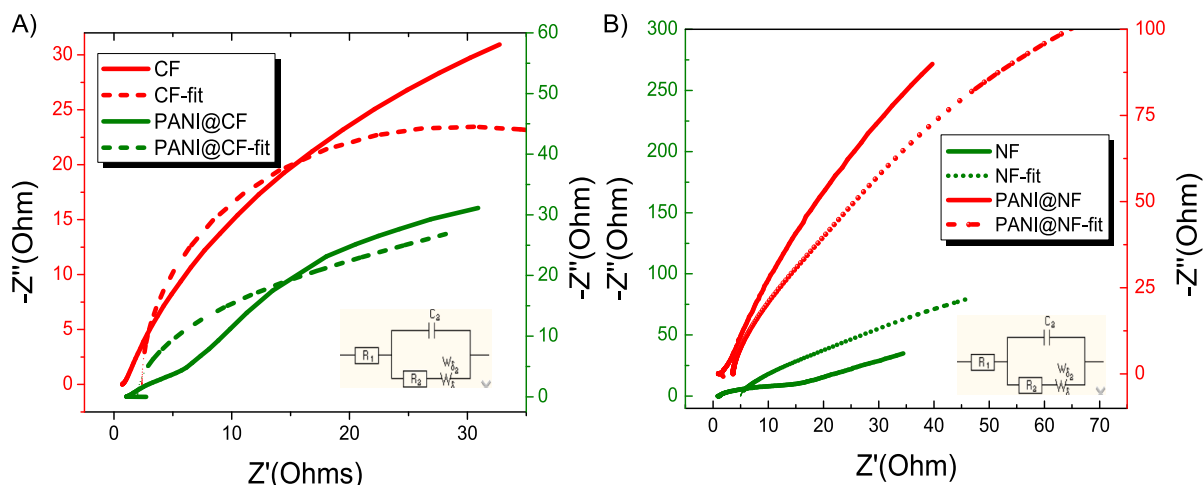 A)
CF
CF-fit
PANI@CF
PANI@CF-fit
-Z"(Ohm)
30
25
20
15
10
5
0
60
50
40
30
20
10
0
-Z"(Ohm)
0
10
20
30
Z'(Ohms)
R1
C2
R2
W
B)
NF
NF-fit
PANI@NF
PANI@NF-fit
-Z"(Ohm)
300
250
200
150
100
50
0
100
75
50
25
0
-Z"(Ohm)
0
10
20
30
40
50
60
70
Z'(Ohm)
R1
C2
R2
W